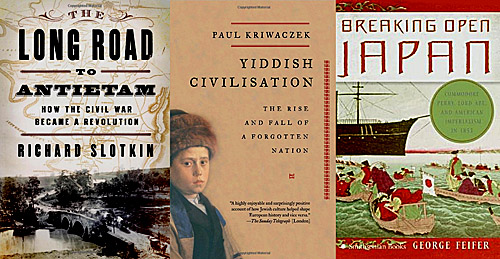 THE
LONG ROAD
TO
ANTIETAM
HOW THE CIVIL WAR
BECAME A REVOLUTION
RICHARD SLOTKIN
PAUL KRIWACZEK
YIDDISH
CIVILISATION
THE RISE
AND FALL OF
A FORGOTTEN
NATION
"A highly enjoyable and surprisingly positive
account of how Jewish culture helped shape
European history and vice versa."
—The Sunday Telegraph (London)
BREAKING OPEN
JAPAN
COMMODORE
PERRY, LORD ABE,
AND AMERICAN
IMPERIALISM
IN 1853
Smithsonian Books
GEORGE FEIFER